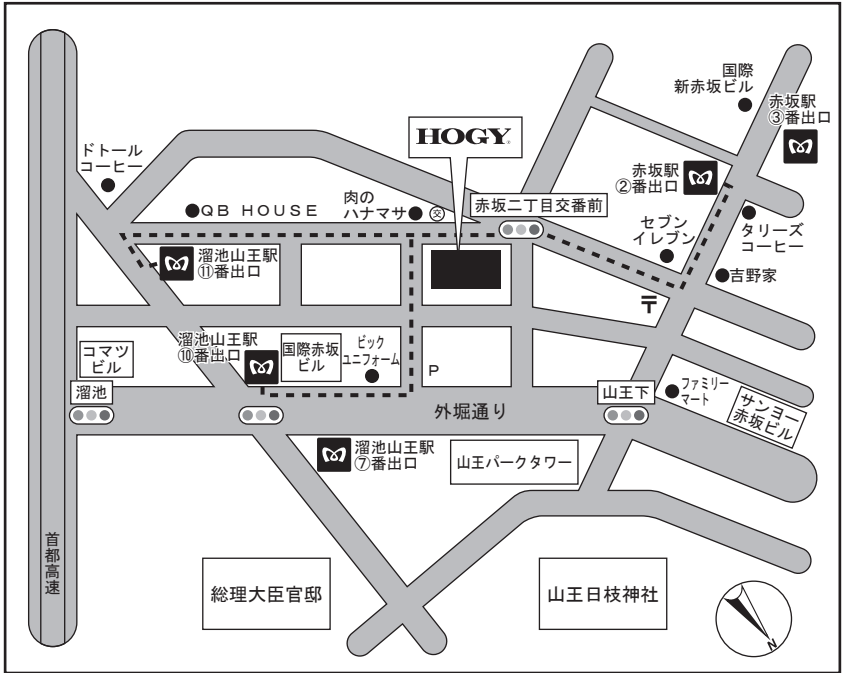 国際
新赤坂ビル
赤坂駅
③番出口
HOGY®
ドトール
コーヒー
赤坂駅
②番出口
肉の
ハナマサ
交
赤坂二丁目交番前
QB HOUSE
セブン
イレブン
タリーズ
コーヒー
溜池山王駅
⑪番出口
吉野家
〒
溜池山王駅
⑩番出口
国際赤坂
ビル
ビック
ユニフォーム
P
コマツ
ビル
溜池
外堀通り
山王下
ファミリー
マート
サンヨー
赤坂ビル
溜池山王駅
⑦番出口
山王パークタワー
首都高速
総理大臣官邸
山王日枝神社
N